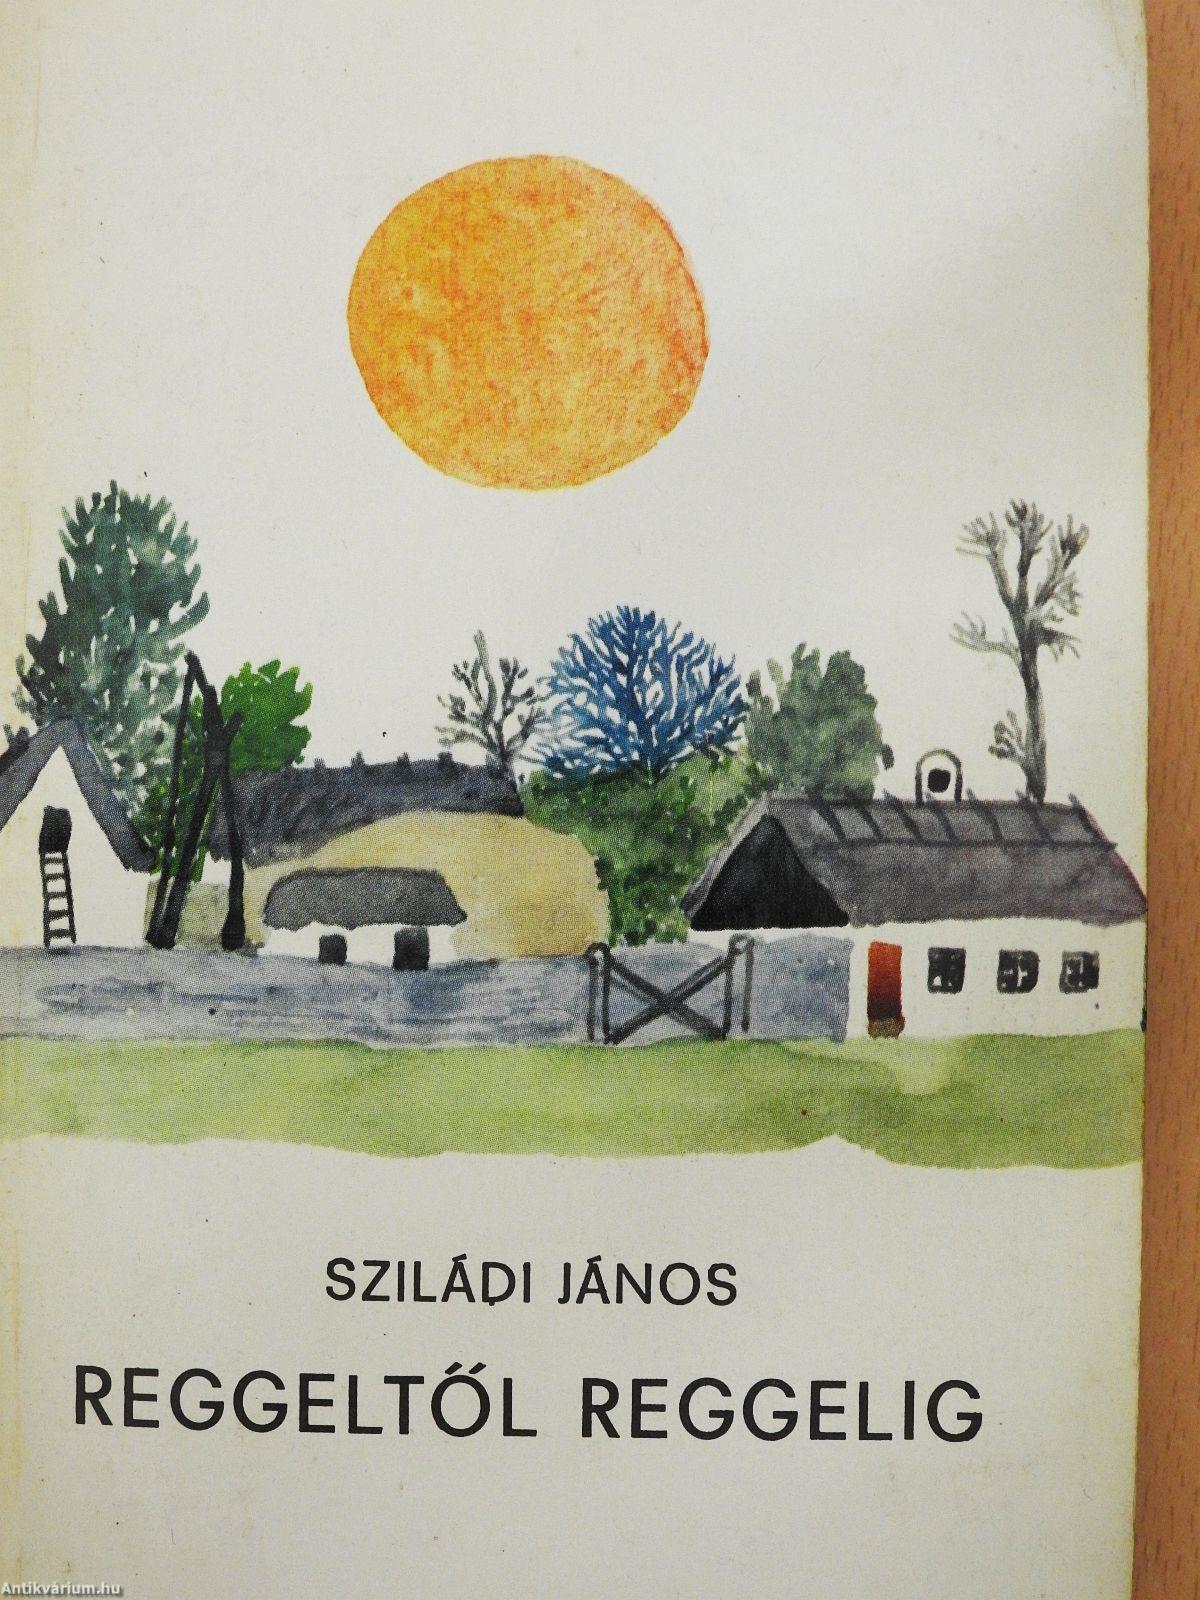 SZILÁDI JÁNOS
REGGELTŐL REGGELIG
Antikvárium.hu